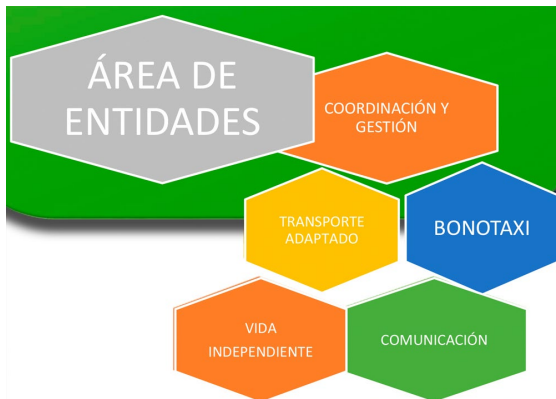 ÁREA DE
ENTIDADES
COORDINACIÓN Y
GESTIÓN
TRANSPORTE
ADAPTADO
BONOTAXI
VIDA
INDEPENDIENTE
COMUNICACIÓN